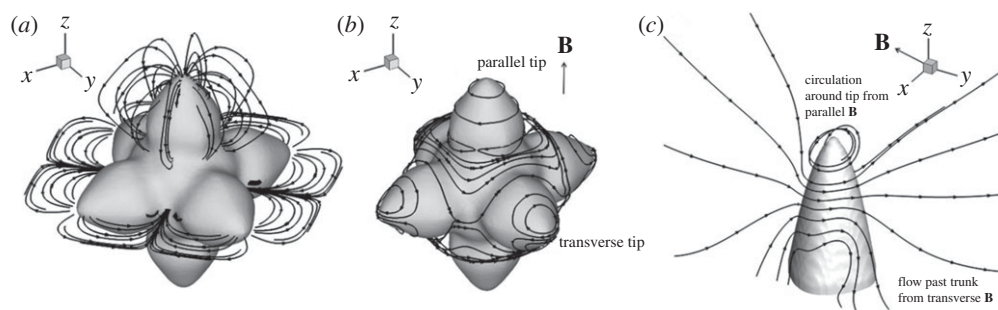 (a)
z
x
y
(b)
z
x
y
parallel tip
B
transverse tip
(c)
B
z
x
y
circulation
around tip from
parallel B
flow past trunk
from transverse B